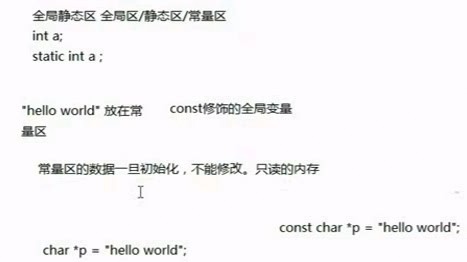 全局静态区 全局区/静态区/常量区
int a;
static int a ;
"hello world" 放在常
量区
const修饰的全局变量
常量区的数据一旦初始化，不能修改。只读的内存
const char *p = "hello world";
char *p = "hello world";